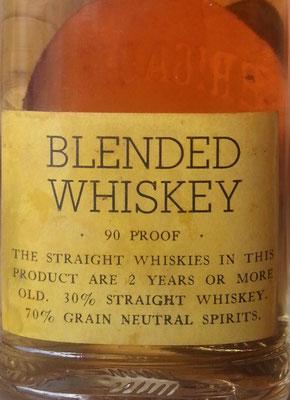 BLENDED
WHISKEY
· 90 PROOF ·
THE STRAIGHT WHISKIES IN THIS
PRODUCT ARE 2 YEARS OR MORE
OLD. 30% STRAIGHT WHISKEY.
70% GRAIN NEUTRAL SPIRITS.